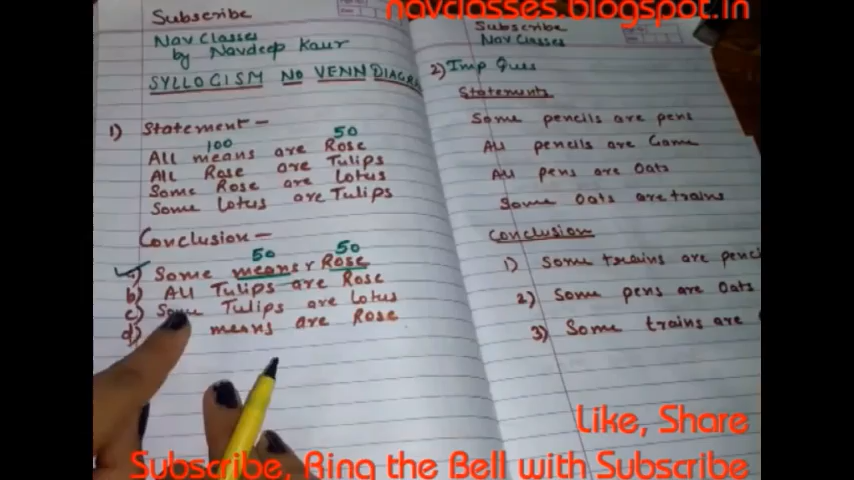 navclasses.blogspot.in
Subscribe
Nav Classes
by Navdeep Kaur
SYLLOGISM NO VENN DIAGRA
1) Statement -
100 50
All means are Rose
All Rose are Tulips
Some Rose are Lotus
Some Lotus are Tulips
Conclusion -
50 50
a) Some means r Rose
b) All Tulips are Rose
c) Some Tulips are Lotus
d) means are Rose
Subscribe
Nav Classes
2) Imp Ques
Statements
Some pencils are pens
All pencils are Game
All pens are Oats
Some Oats are trains
Conclusion
1) Some trains are penci
2) Some pens are Oats
3) Some trains are
Like, Share
Subscribe, Ring the Bell with Subscribe